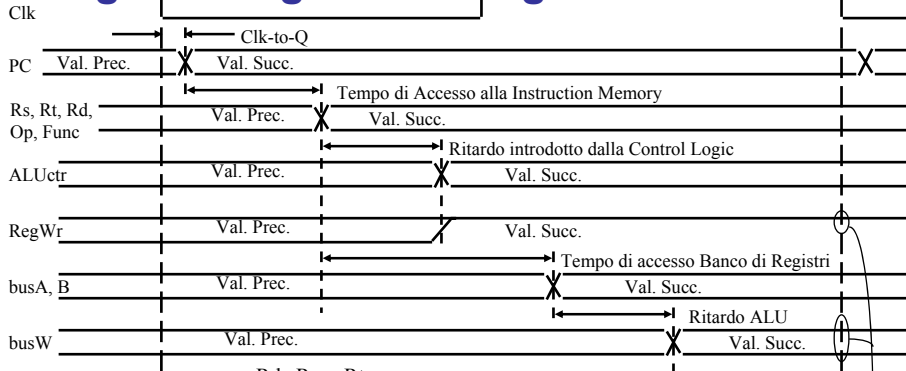 Clk
Clk-to-Q
PC Val. Prec. Val. Succ.
Tempo di Accesso alla Instruction Memory
Rs, Rt, Rd,
Op, Func
Val. Prec. Val. Succ.
Ritardo introdotto dalla Control Logic
ALUctr Val. Prec. Val. Succ.
RegWr Val. Prec. Val. Succ.
Tempo di accesso Banco di Registri
busA, B Val. Prec. Val. Succ.
Ritardo ALU
busW Val. Prec. Val. Succ.